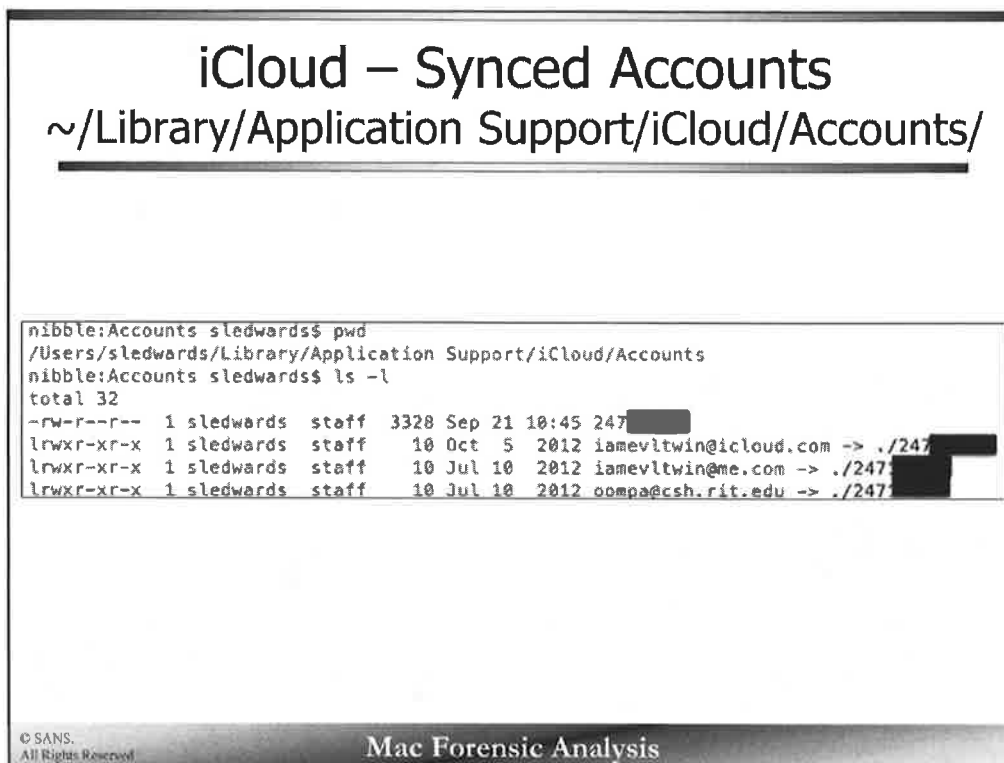 iCloud – Synced Accounts
~/Library/Application Support/iCloud/Accounts/
nibble:Accounts sledwards$ pwd
/Users/sledwards/Library/Application Support/iCloud/Accounts
nibble:Accounts sledwards$ ls -l
total 32
-rw-r--r-- 1 sledwards staff 3328 Sep 21 10:45 247
lrwxr-xr-x 1 sledwards staff 10 Oct 5 2012 iamevltwin@icloud.com -> ./247
lrwxr-xr-x 1 sledwards staff 10 Jul 10 2012 iamevltwin@me.com -> ./247
lrwxr-xr-x 1 sledwards staff 10 Jul 10 2012 oompa@csh.rit.edu -> ./247
© SANS.
All Rights Reserved
Mac Forensic Analysis